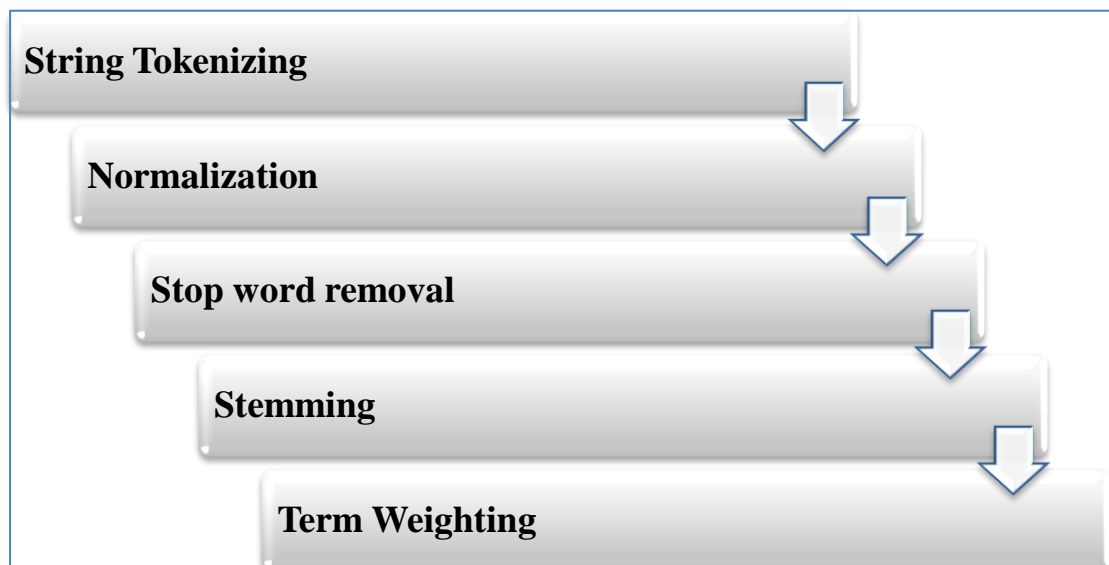 String Tokenizing
Normalization
Stop word removal
Stemming
Term Weighting